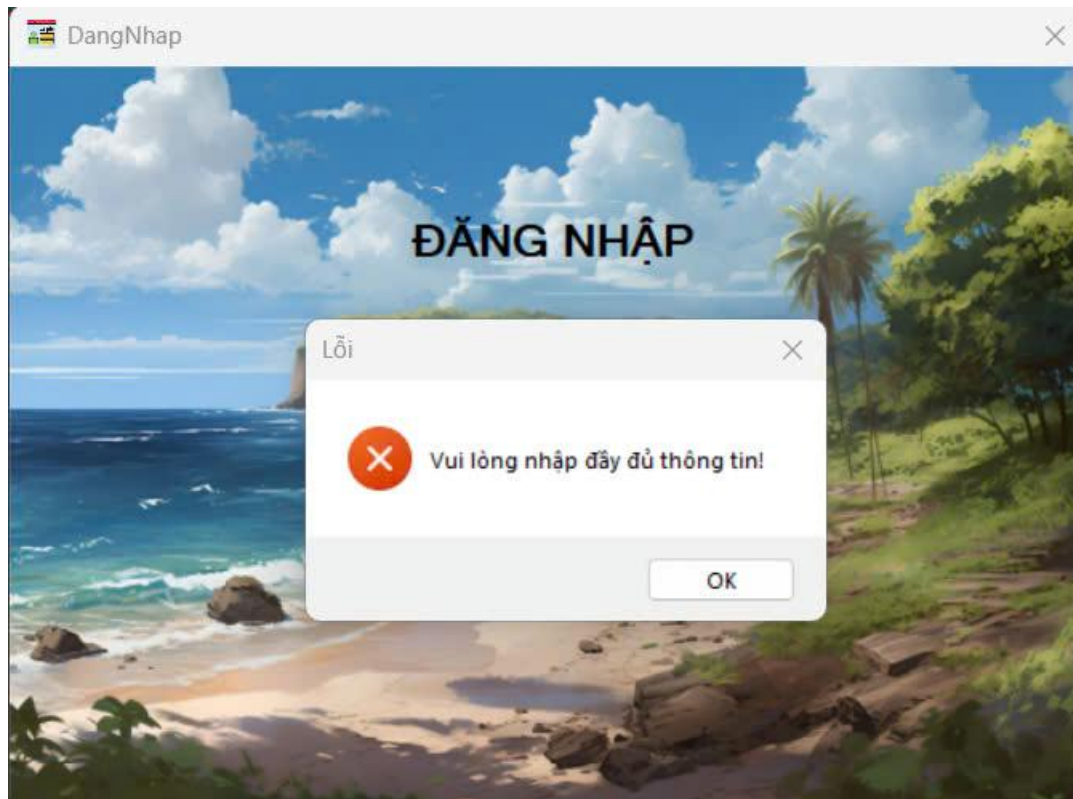 DangNhap
ĐĂNG NHẬP
Lỗi
Vui lòng nhập đầy đủ thông tin!
OK